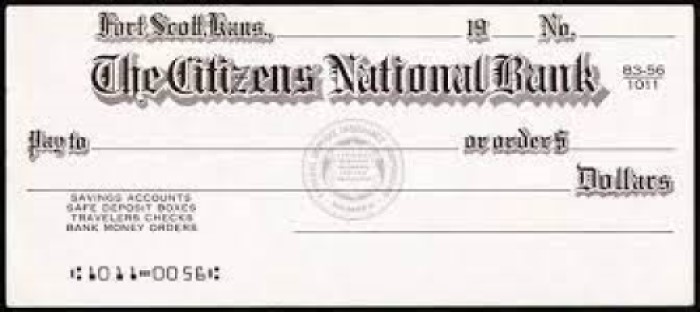 Fort Scott, Kans., 19 No.
The Citizens National Bank 83-56
1011
Pay to or order $
Dollars
SAVINGS ACCOUNTS
SAFE DEPOSIT BOXES
TRAVELERS CHECKS
BANK MONEY ORDERS
⑆1011⑉0056⑆